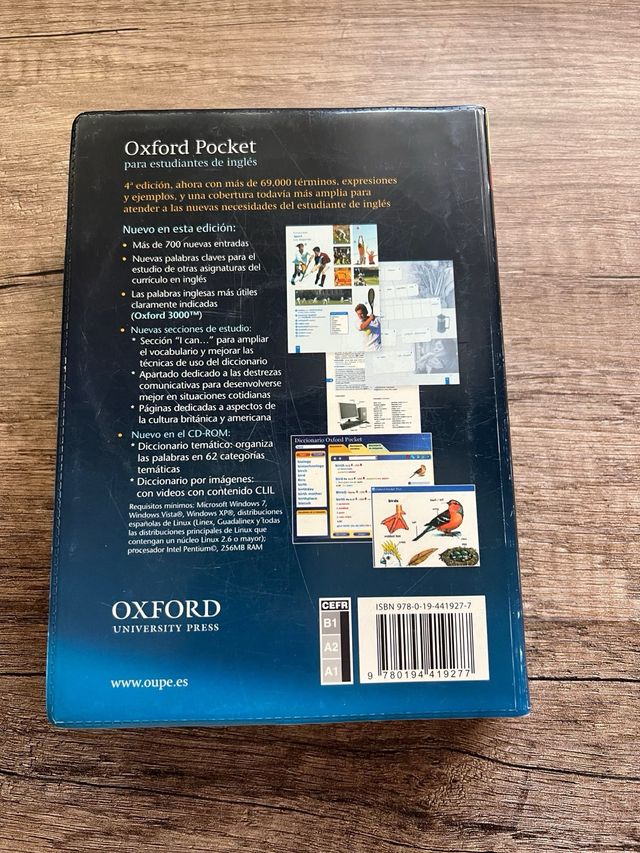 Oxford Pocket
para estudiantes de inglés
4ª edición, ahora con más de 69.000 términos, expresiones
y ejemplos, y una cobertura todavía más amplia para
atender a las nuevas necesidades del estudiante de inglés
Nuevo en esta edición:
• Más de 700 nuevas entradas
• Nuevas palabras claves para el
estudio de otras asignaturas del
currículo en inglés
• Las palabras inglesas más útiles
claramente indicadas
(Oxford 3000™)
• Nuevas secciones de estudio:
* Sección "I can..." para ampliar
el vocabulario y mejorar las
técnicas de uso del diccionario
* Apartado dedicado a las destrezas
comunicativas para desenvolverse
mejor en situaciones cotidianas
* Páginas dedicadas a aspectos de
la cultura británica y americana
• Nuevo en el CD-ROM:
* Diccionario temático: organiza
las palabras en 62 categorías
temáticas
* Diccionario por imágenes:
con videos con contenido CLIL
Requisitos mínimos: Microsoft Windows 7,
Windows Vista®, Windows XP®, distribuciones
españolas de Linux (Linex, Guadalinex y todas
las distribuciones principales de Linux que
contengan un núcleo Linux 2.6 o mayor);
procesador Intel Pentium©, 256MB RAM
Diccionario Oxford Pocket
birds
OXFORD
UNIVERSITY PRESS
www.oupe.es
CEFR
B1
A2
A1
ISBN 978-0-19-441927-7
9 780194 419277